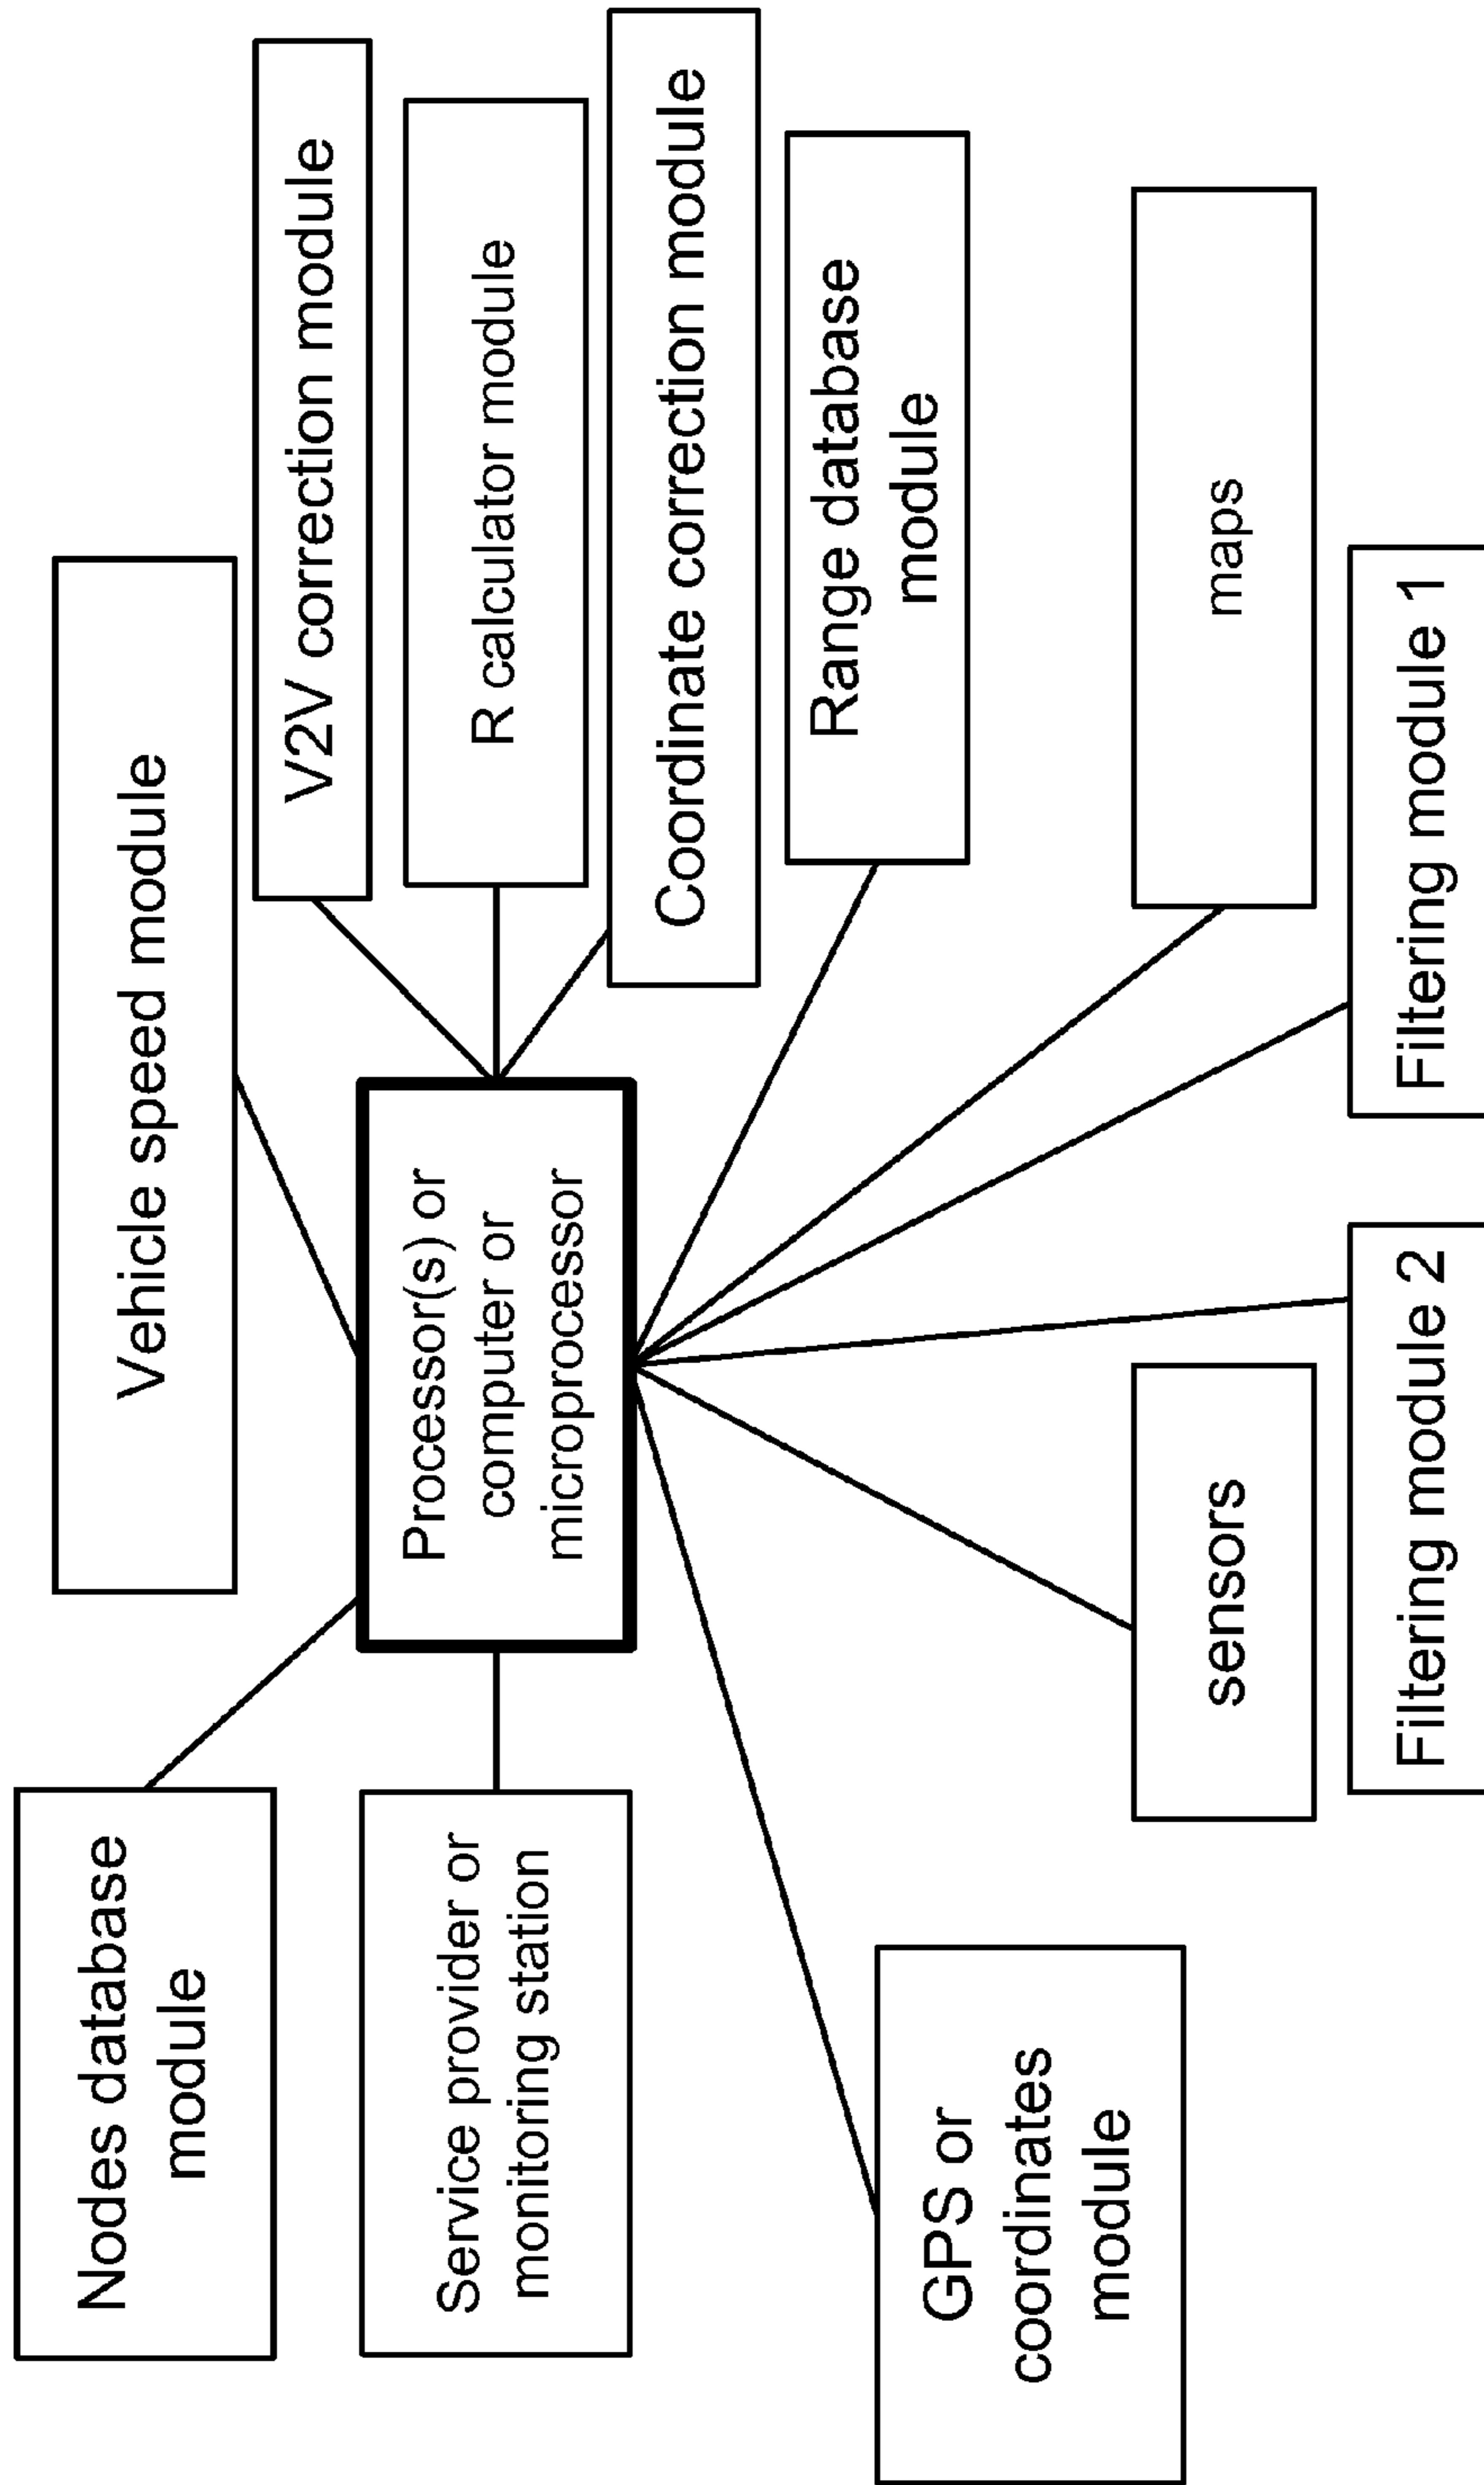 Nodes database
module
Vehicle speed module
V2V correction module
Service provider or
monitoring station
Processor(s) or
computer or
microprocessor
R calculator module
Coordinate correction module
Range database
module
GPS or
coordinates
module
sensors
maps
Filtering module 2
Filtering module 1